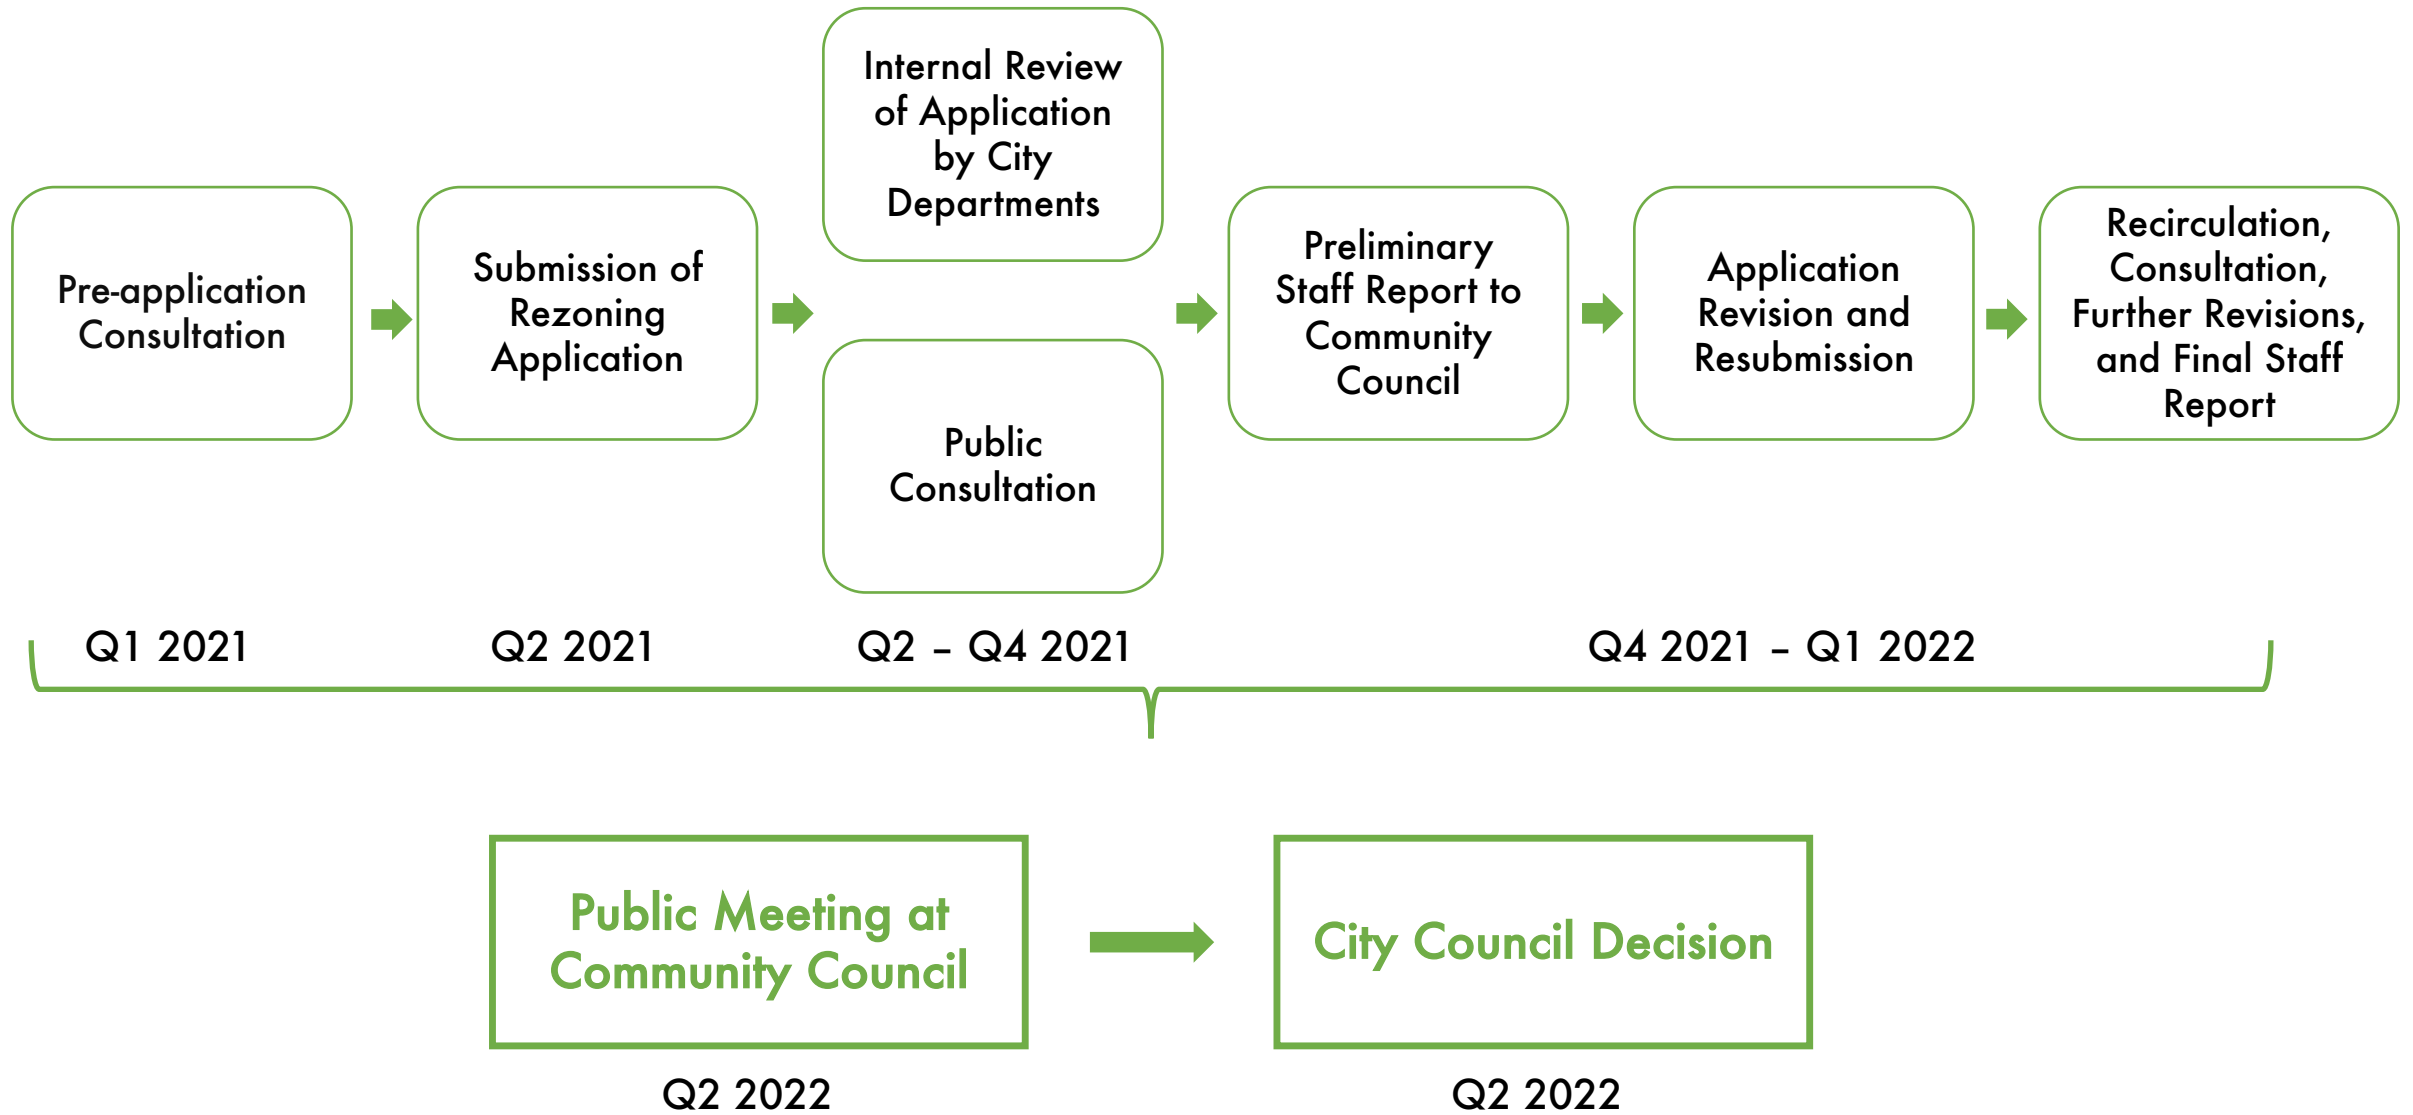 Pre-application
Consultation
Submission of
Rezoning
Application
Internal Review
of Application
by City
Departments
Public
Consultation
Preliminary
Staff Report to
Community
Council
Application
Revision and
Resubmission
Recirculation,
Consultation,
Further Revisions,
and Final Staff
Report
Q1 2021
Q2 2021
Q2 – Q4 2021
Q4 2021 – Q1 2022
Public Meeting at
Community Council
City Council Decision
Q2 2022
Q2 2022